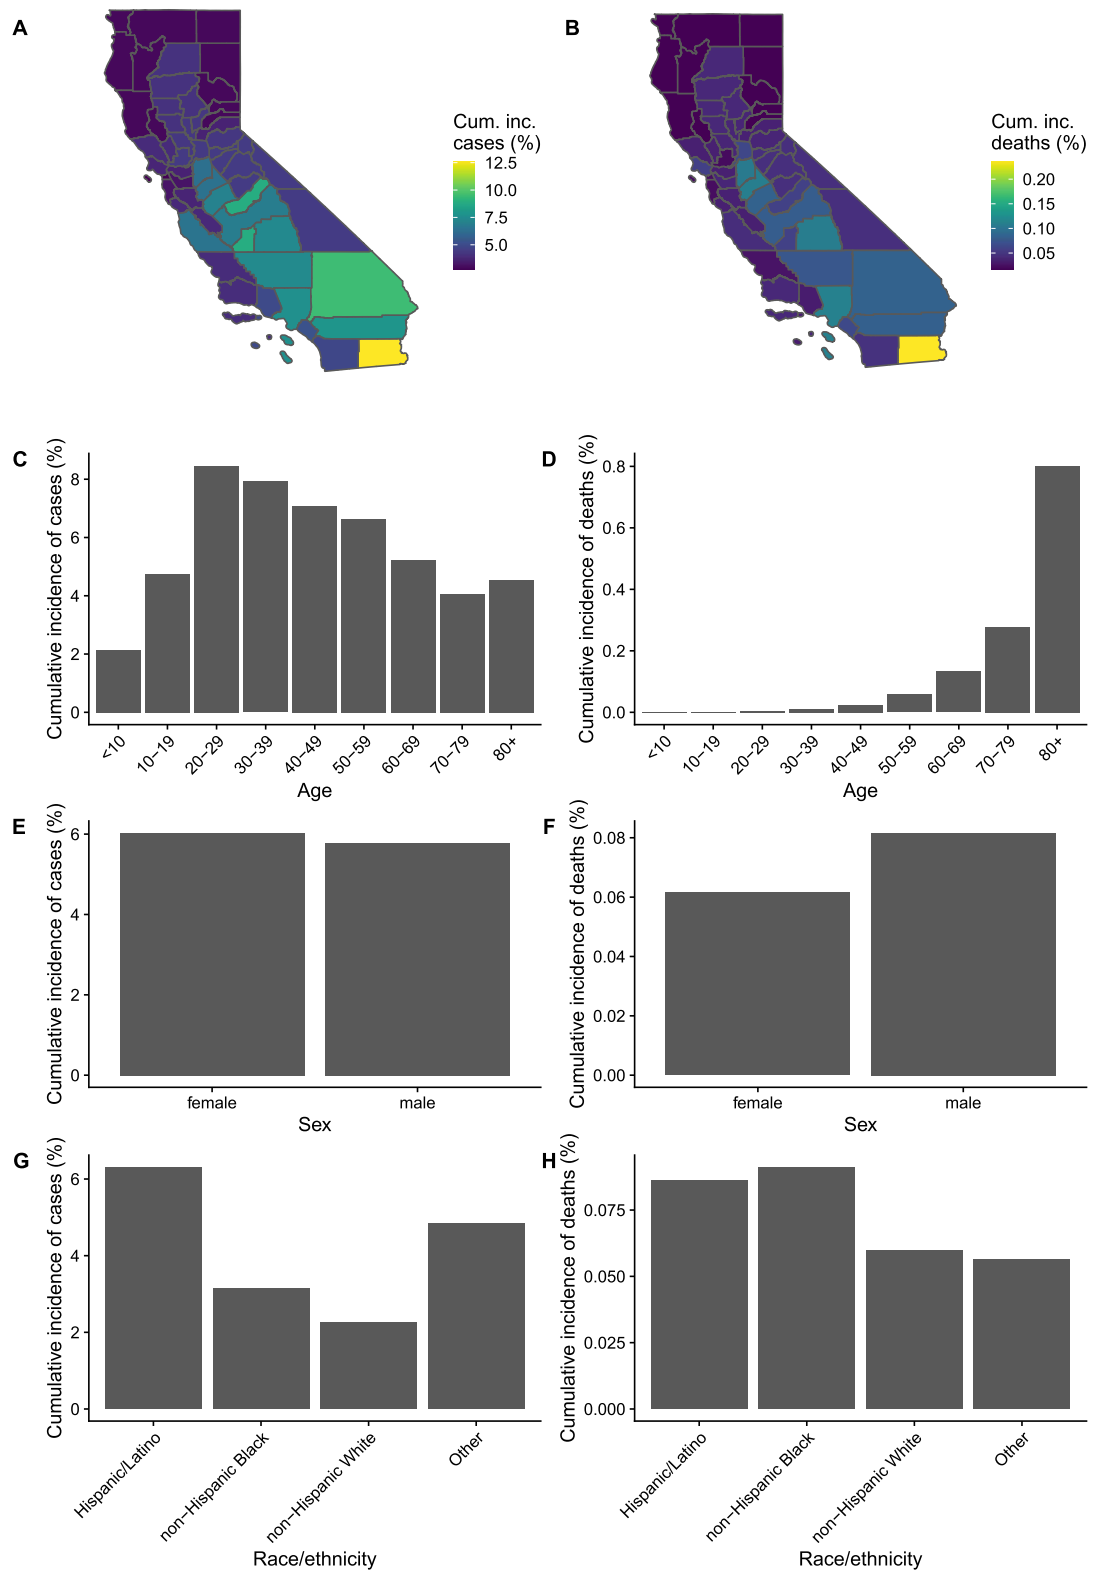 A
Cum. inc.
cases (%)
12.5
10.0
7.5
5.0
B
Cum. inc.
deaths (%)
0.20
0.15
0.10
0.05
C
Cumulative incidence of cases (%)
8
6
4
2
0
<10
10−19
20−29
30−39
40−49
50−59
60−69
70−79
80+
Age
D
Cumulative incidence of deaths (%)
0.8
0.6
0.4
0.2
0.0
<10
10−19
20−29
30−39
40−49
50−59
60−69
70−79
80+
Age
E
Cumulative incidence of cases (%)
6
4
2
0
female
male
Sex
F
Cumulative incidence of deaths (%)
0.08
0.06
0.04
0.02
0.00
female
male
Sex
G
Cumulative incidence of cases (%)
6
4
2
0
Hispanic/Latino
non−Hispanic Black
non−Hispanic White
Other
Race/ethnicity
H
Cumulative incidence of deaths (%)
0.075
0.050
0.025
0.000
Hispanic/Latino
non−Hispanic Black
non−Hispanic White
Other
Race/ethnicity